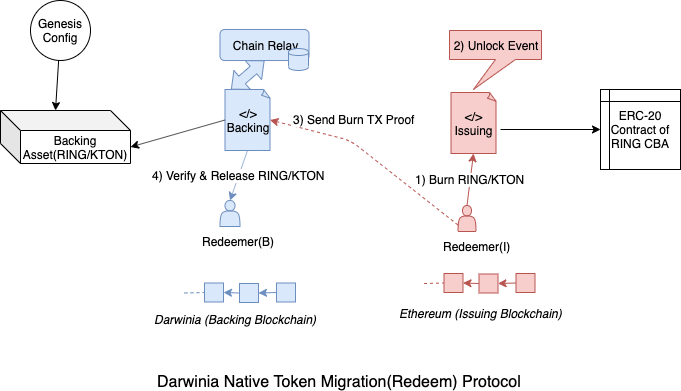 Genesis
Config
Chain Relay
2) Unlock Event
</>
Backing
3) Send Burn TX Proof
</>
Issuing
ERC-20
Contract of
RING CBA
Backing
Asset(RING/KTON)
4) Verify & Release RING/KTON
1) Burn RING/KTON
Redeemer(B)
Redeemer(I)
Darwinia (Backing Blockchain)
Ethereum (Issuing Blockchain)
Darwinia Native Token Migration(Redeem) Protocol